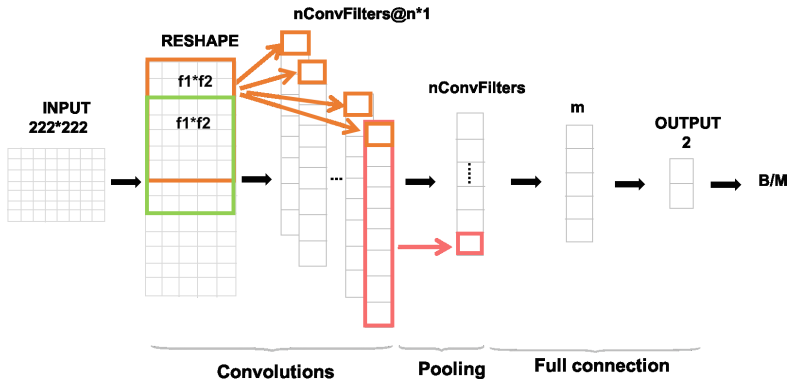 nConvFilters@n*1
RESHAPE
f1*f2
f1*f2
INPUT
222*222
...
nConvFilters
m
OUTPUT
2
B/M
Convolutions
Pooling
Full connection